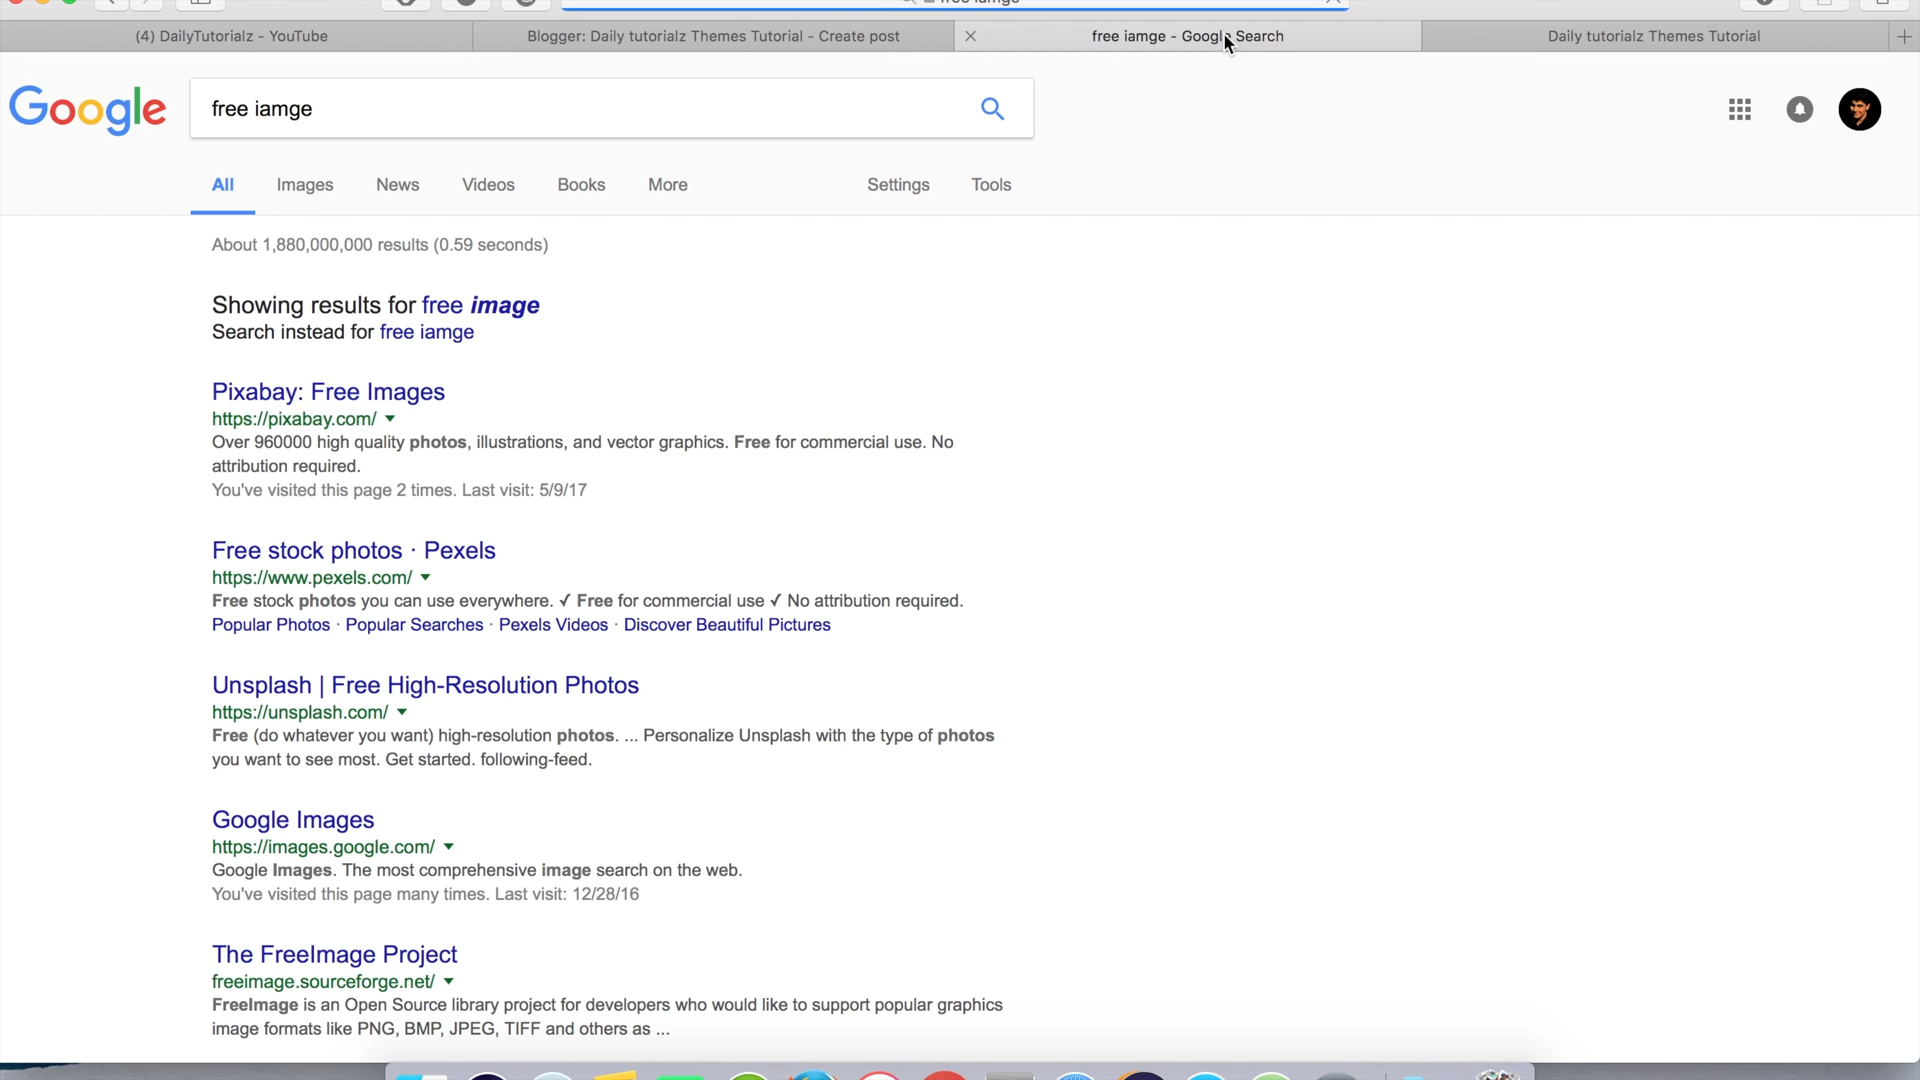 (4) DailyTutorialz - YouTube
Blogger: Daily tutorialz Themes Tutorial - Create post
free iamge - Google Search
Daily tutorialz Themes Tutorial
Google
free iamge
All
Images
News
Videos
Books
More
Settings
Tools
About 1,880,000,000 results (0.59 seconds)
Showing results for free image
Search instead for free iamge
Pixabay: Free Images
https://pixabay.com/
Over 960000 high quality photos, illustrations, and vector graphics. Free for commercial use. No
attribution required.
You've visited this page 2 times. Last visit: 5/9/17
Free stock photos · Pexels
https://www.pexels.com/
Free stock photos you can use everywhere. ✓ Free for commercial use ✓ No attribution required.
Popular Photos · Popular Searches · Pexels Videos · Discover Beautiful Pictures
Unsplash | Free High-Resolution Photos
https://unsplash.com/
Free (do whatever you want) high-resolution photos. ... Personalize Unsplash with the type of photos
you want to see most. Get started. following-feed.
Google Images
https://images.google.com/
Google Images. The most comprehensive image search on the web.
You've visited this page many times. Last visit: 12/28/16
The FreeImage Project
freeimage.sourceforge.net/
FreeImage is an Open Source library project for developers who would like to support popular graphics
image formats like PNG, BMP, JPEG, TIFF and others as ...